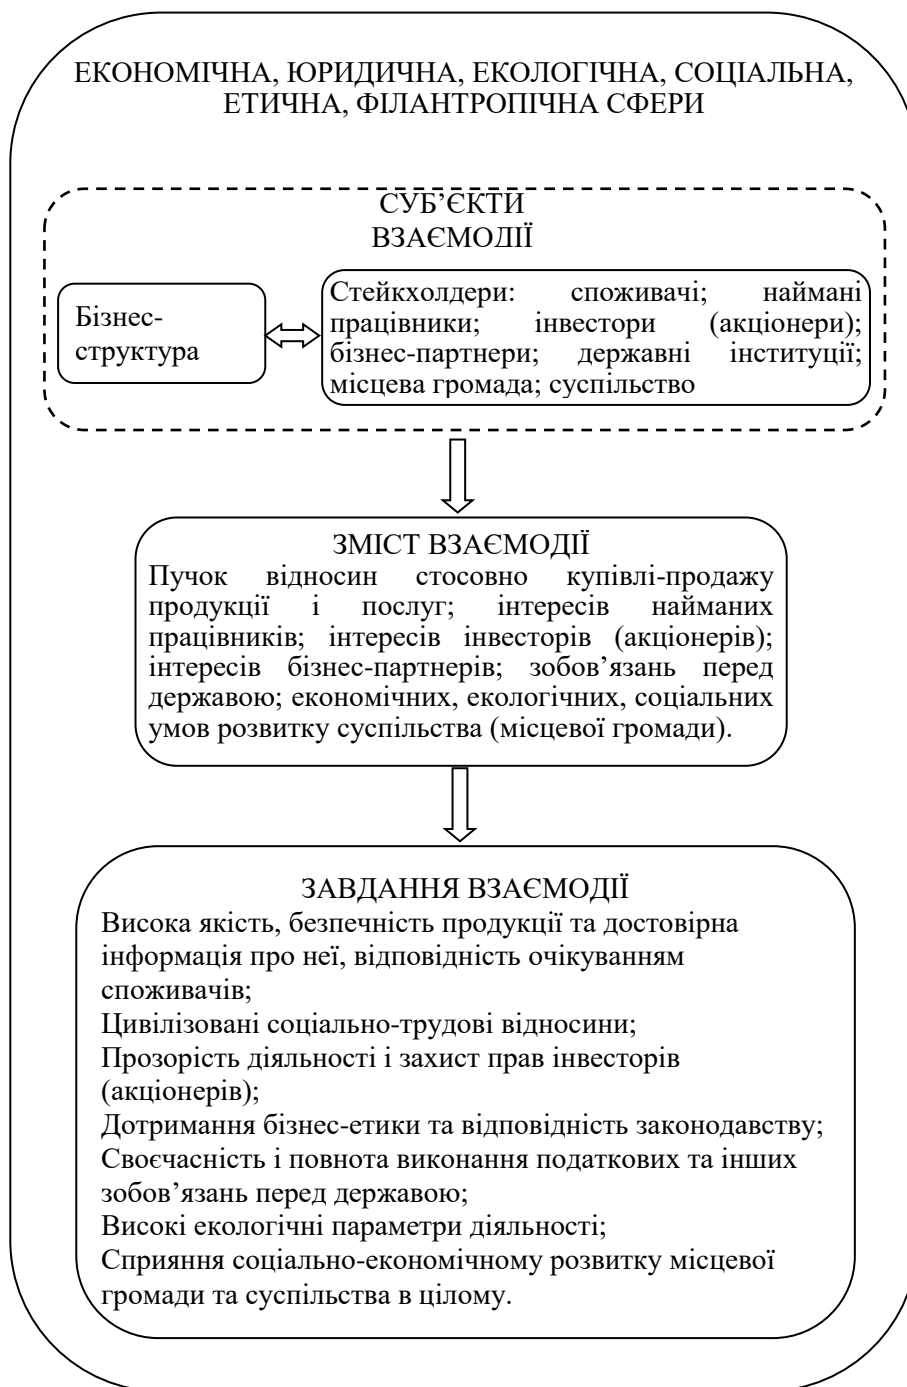 ЕКОНОМІЧНА, ЮРИДИЧНА, ЕКОЛОГІЧНА, СОЦІАЛЬНА,
ЕТИЧНА, ФІЛАНТРОПІЧНА СФЕРИ
СУБ’ЄКТИ
ВЗАЄМОДІЇ
Бізнес-
структура
Стейкхолдери: споживачі; наймані
працівники; інвестори (акціонери);
бізнес-партнери; державні інституції;
місцева громада; суспільство
ЗМІСТ ВЗАЄМОДІЇ
Пучок відносин стосовно купівлі-продажу
продукції і послуг; інтересів найманих
працівників; інтересів інвесторів (акціонерів);
інтересів бізнес-партнерів; зобов’язань перед
державою; економічних, екологічних, соціальних
умов розвитку суспільства (місцевої громади).
ЗАВДАННЯ ВЗАЄМОДІЇ
Висока якість, безпечність продукції та достовірна
інформація про неї, відповідність очікуванням
споживачів;
Цивілізовані соціально-трудові відносини;
Прозорість діяльності і захист прав інвесторів
(акціонерів);
Дотримання бізнес-етики та відповідність законодавству;
Своєчасність і повнота виконання податкових та інших
зобов’язань перед державою;
Високі екологічні параметри діяльності;
Сприяння соціально-економічному розвитку місцевої
громади та суспільства в цілому.